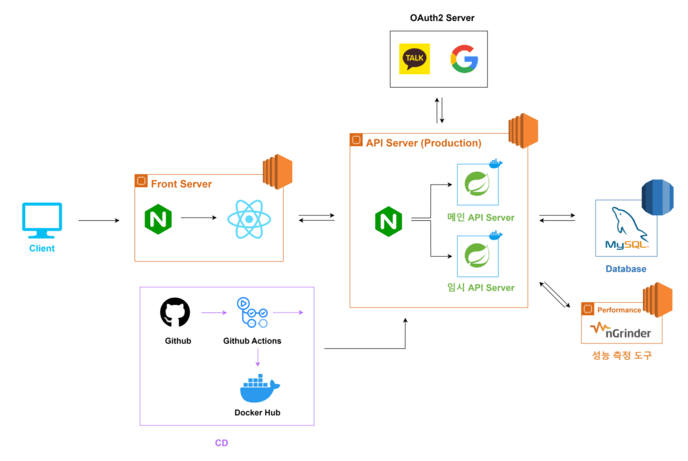 OAuth2 Server
TALK
G
API Server (Production)
Front Server
N
N
메인 API Server
임시 API Server
Client
MySQL
Database
Performance
nGrinder
성능 측정 도구
Github
Github Actions
Docker Hub
CD